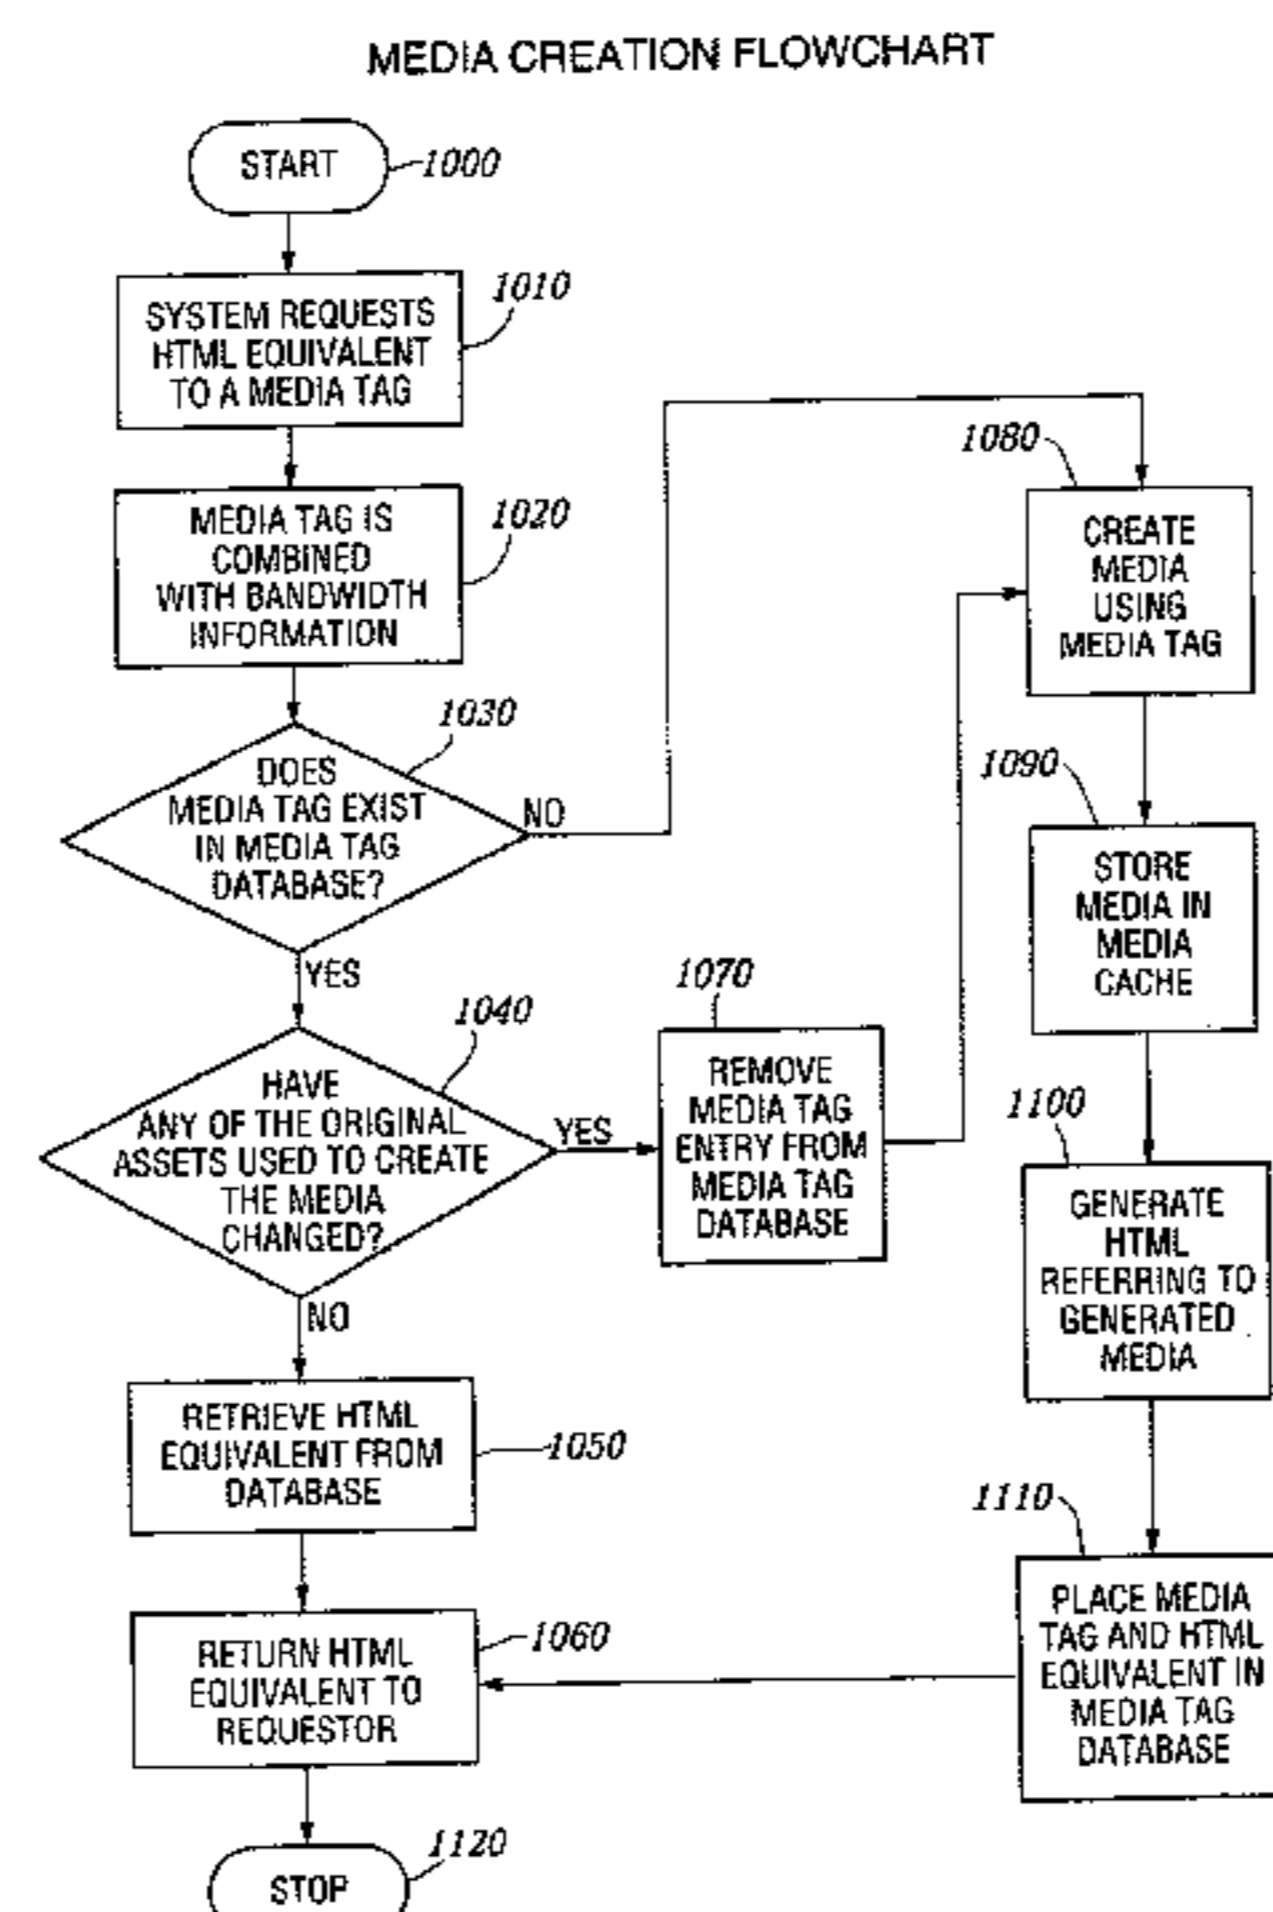 MEDIA CREATION FLOWCHART
START
1000
1010
SYSTEM REQUESTS
HTML EQUIVALENT
TO A MEDIA TAG
1020
MEDIA TAG IS
COMBINED
WITH BANDWIDTH
INFORMATION
1030
DOES
MEDIA TAG EXIST
IN MEDIA TAG
DATABASE?
NO
YES
1040
HAVE
ANY OF THE ORIGINAL
ASSETS USED TO CREATE
THE MEDIA
CHANGED?
YES
NO
1070
REMOVE
MEDIA TAG
ENTRY FROM
MEDIA TAG
DATABASE
RETRIEVE HTML
EQUIVALENT FROM
DATABASE
1050
RETURN HTML
EQUIVALENT TO
REQUESTOR
1060
1080
CREATE
MEDIA
USING
MEDIA TAG
1090
STORE
MEDIA IN
MEDIA
CACHE
1100
GENERATE
HTML
REFERRING TO
GENERATED
MEDIA
1110
PLACE MEDIA
TAG AND HTML
EQUIVALENT IN
MEDIA TAG
DATABASE
1120
STOP